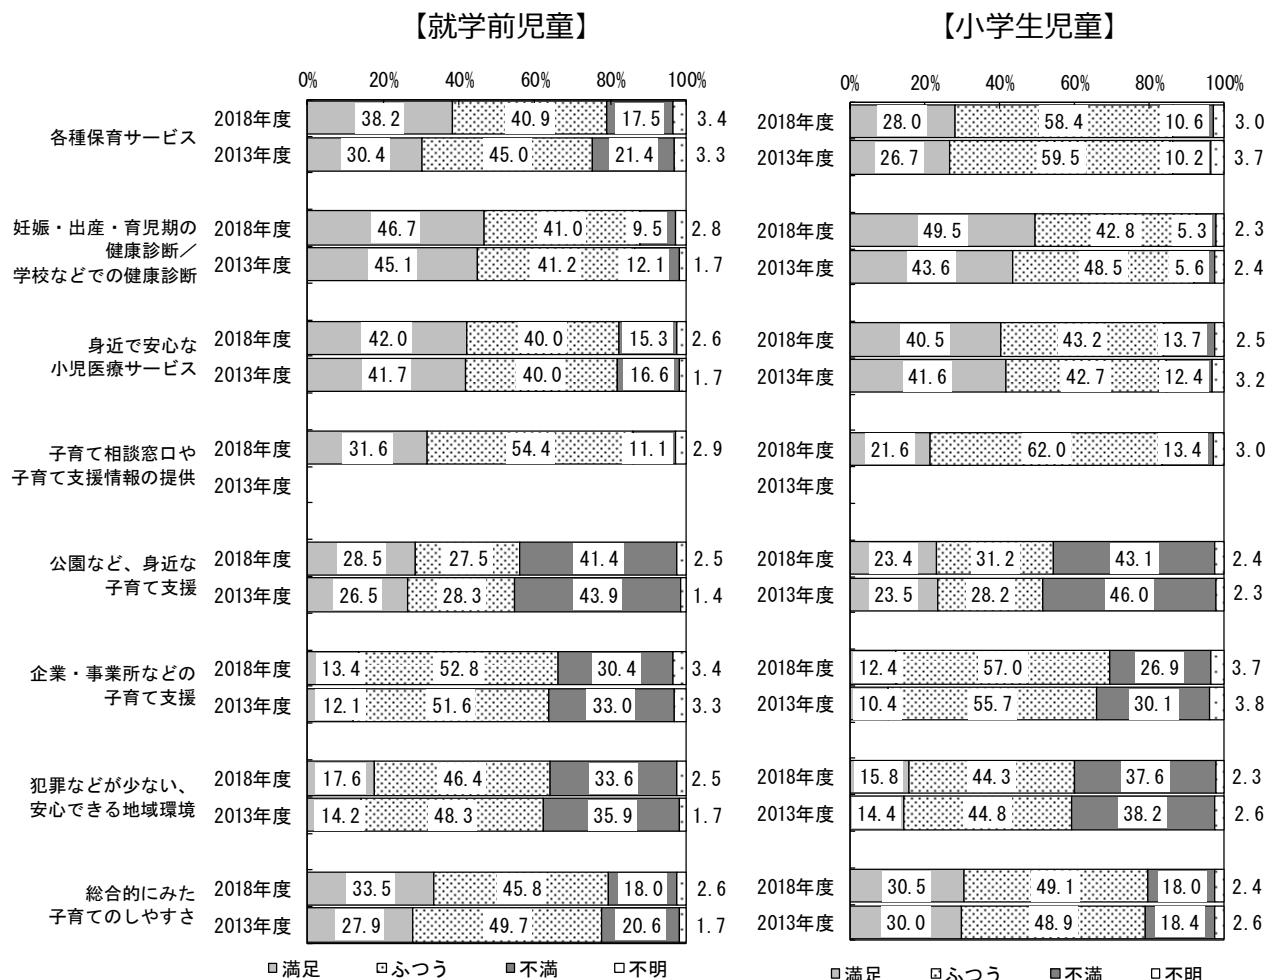 【就学前児童】
【小学生児童】
0% 20% 40% 60% 80% 100%
0% 20% 40% 60% 80% 100%
各種保育サービス
2018年度 38.2 40.9 17.5 3.4
2013年度 30.4 45.0 21.4 3.3
2018年度 28.0 58.4 10.6 3.0
2013年度 26.7 59.5 10.2 3.7
妊娠・出産・育児期の
健康診断／
学校などでの健康診断
2018年度 46.7 41.0 9.5 2.8
2013年度 45.1 41.2 12.1 1.7
2018年度 49.5 42.8 5.3 2.3
2013年度 43.6 48.5 5.6 2.4
身近で安心な
小児医療サービス
2018年度 42.0 40.0 15.3 2.6
2013年度 41.7 40.0 16.6 1.7
2018年度 40.5 43.2 13.7 2.5
2013年度 41.6 42.7 12.4 3.2
子育て相談窓口や
子育て支援情報の提供
2018年度 31.6 54.4 11.1 2.9
2013年度
2018年度 21.6 62.0 13.4 3.0
2013年度
公園など、身近な
子育て支援
2018年度 28.5 27.5 41.4 2.5
2013年度 26.5 28.3 43.9 1.4
2018年度 23.4 31.2 43.1 2.4
2013年度 23.5 28.2 46.0 2.3
企業・事業所などの
子育て支援
2018年度 13.4 52.8 30.4 3.4
2013年度 12.1 51.6 33.0 3.3
2018年度 12.4 57.0 26.9 3.7
2013年度 10.4 55.7 30.1 3.8
犯罪などが少ない、
安心できる地域環境
2018年度 17.6 46.4 33.6 2.5
2013年度 14.2 48.3 35.9 1.7
2018年度 15.8 44.3 37.6 2.3
2013年度 14.4 44.8 38.2 2.6
総合的にみた
子育てのしやすさ
2018年度 33.5 45.8 18.0 2.6
2013年度 27.9 49.7 20.6 1.7
2018年度 30.5 49.1 18.0 2.4
2013年度 30.0 48.9 18.4 2.6
満足 ふつう 不満 不明
満足 ふつう 不満 不明